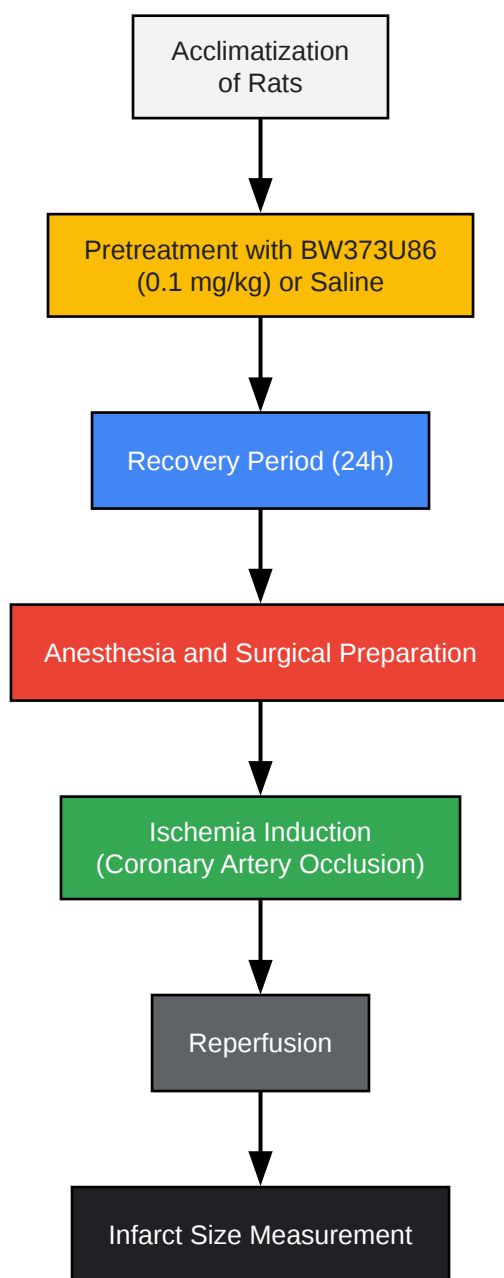 Acclimatization
of Rats
Pretreatment with BW373U86
(0.1 mg/kg) or Saline
Recovery Period (24h)
Anesthesia and Surgical Preparation
Ischemia Induction
(Coronary Artery Occlusion)
Reperfusion
Infarct Size Measurement